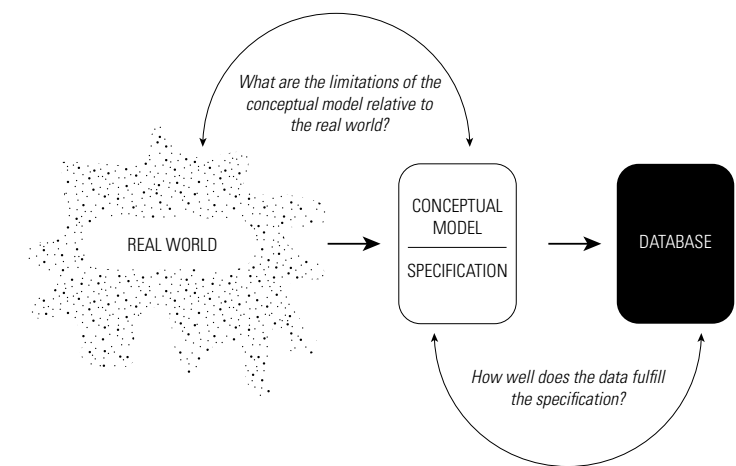 What are the limitations of the
conceptual model relative to
the real world?
REAL WORLD
CONCEPTUAL
MODEL
SPECIFICATION
DATABASE
How well does the data fulfill
the specification?